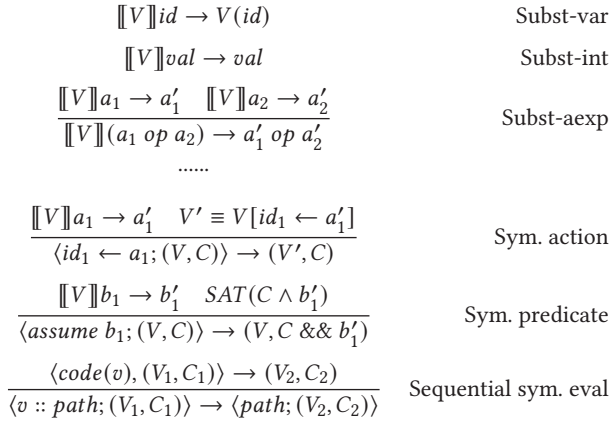 ⟦V⟧id → V(id) Subst-var
⟦V⟧val → val Subst-int
⟦V⟧a₁ → a′₁ ⟦V⟧a₂ → a′₂
⟦V⟧(a₁ op a₂) → a′₁ op a′₂ Subst-aexp
......
⟦V⟧a₁ → a′₁ V′ ≡ V[id₁ ← a′₁]
⟨id₁ ← a₁; (V, C)⟩ → (V′, C) Sym. action
⟦V⟧b₁ → b′₁ SAT(C ∧ b′₁)
⟨assume b₁; (V, C)⟩ → (V, C && b′₁) Sym. predicate
⟨code(v), (V₁, C₁)⟩ → (V₂, C₂)
⟨v :: path; (V₁, C₁)⟩ → ⟨path; (V₂, C₂)⟩ Sequential sym. eval